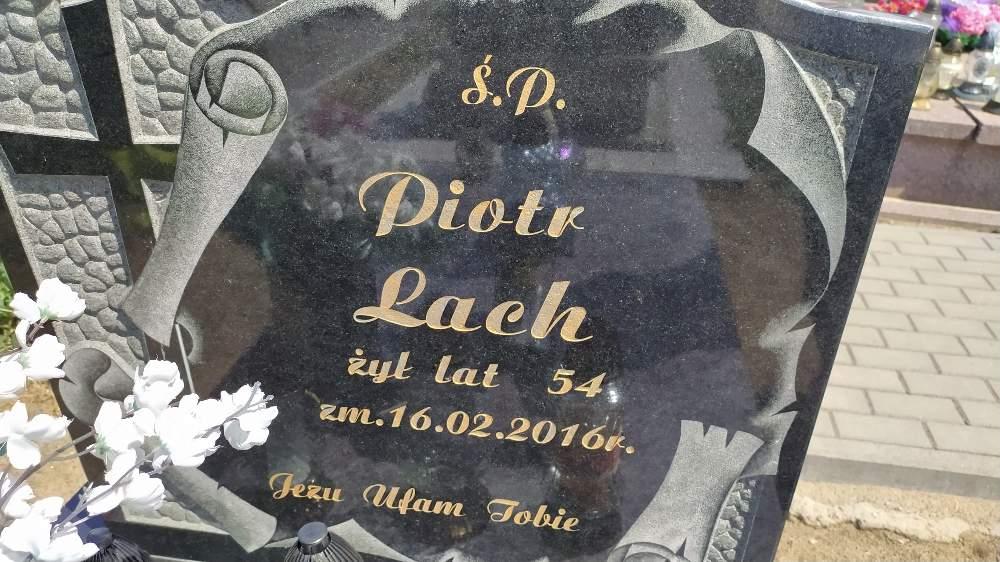 Ś.P.
Piotr
Lach
żył lat 54
zm.16.02.2016r.
Jezu Ufam Tobie